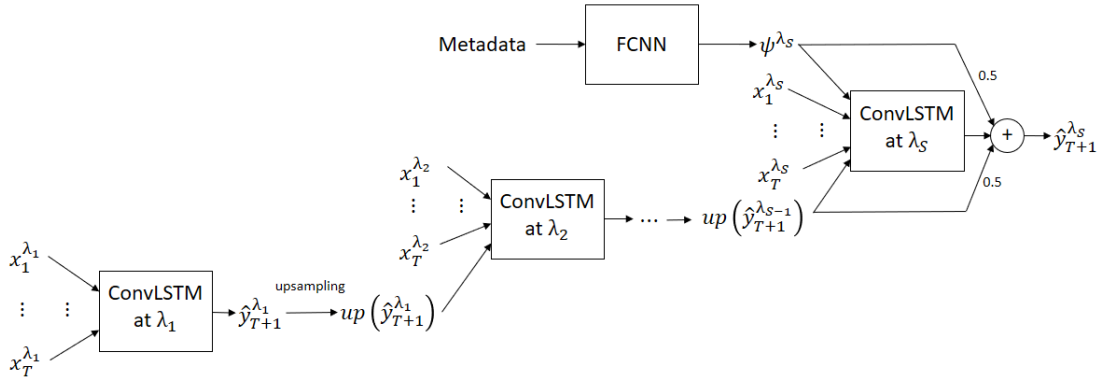 Metadata
FCNN
ψ^{λ_S}
0.5
x_1^{λ_S}
⋮ ⋮
x_T^{λ_S}
ConvLSTM
at λ_S
+
ŷ_{T+1}^{λ_S}
0.5
x_1^{λ_2}
⋮ ⋮
x_T^{λ_2}
ConvLSTM
at λ_2
...
up(ŷ_{T+1}^{λ_{S-1}})
x_1^{λ_1}
⋮ ⋮
x_T^{λ_1}
ConvLSTM
at λ_1
ŷ_{T+1}^{λ_1}
upsampling
up(ŷ_{T+1}^{λ_1})